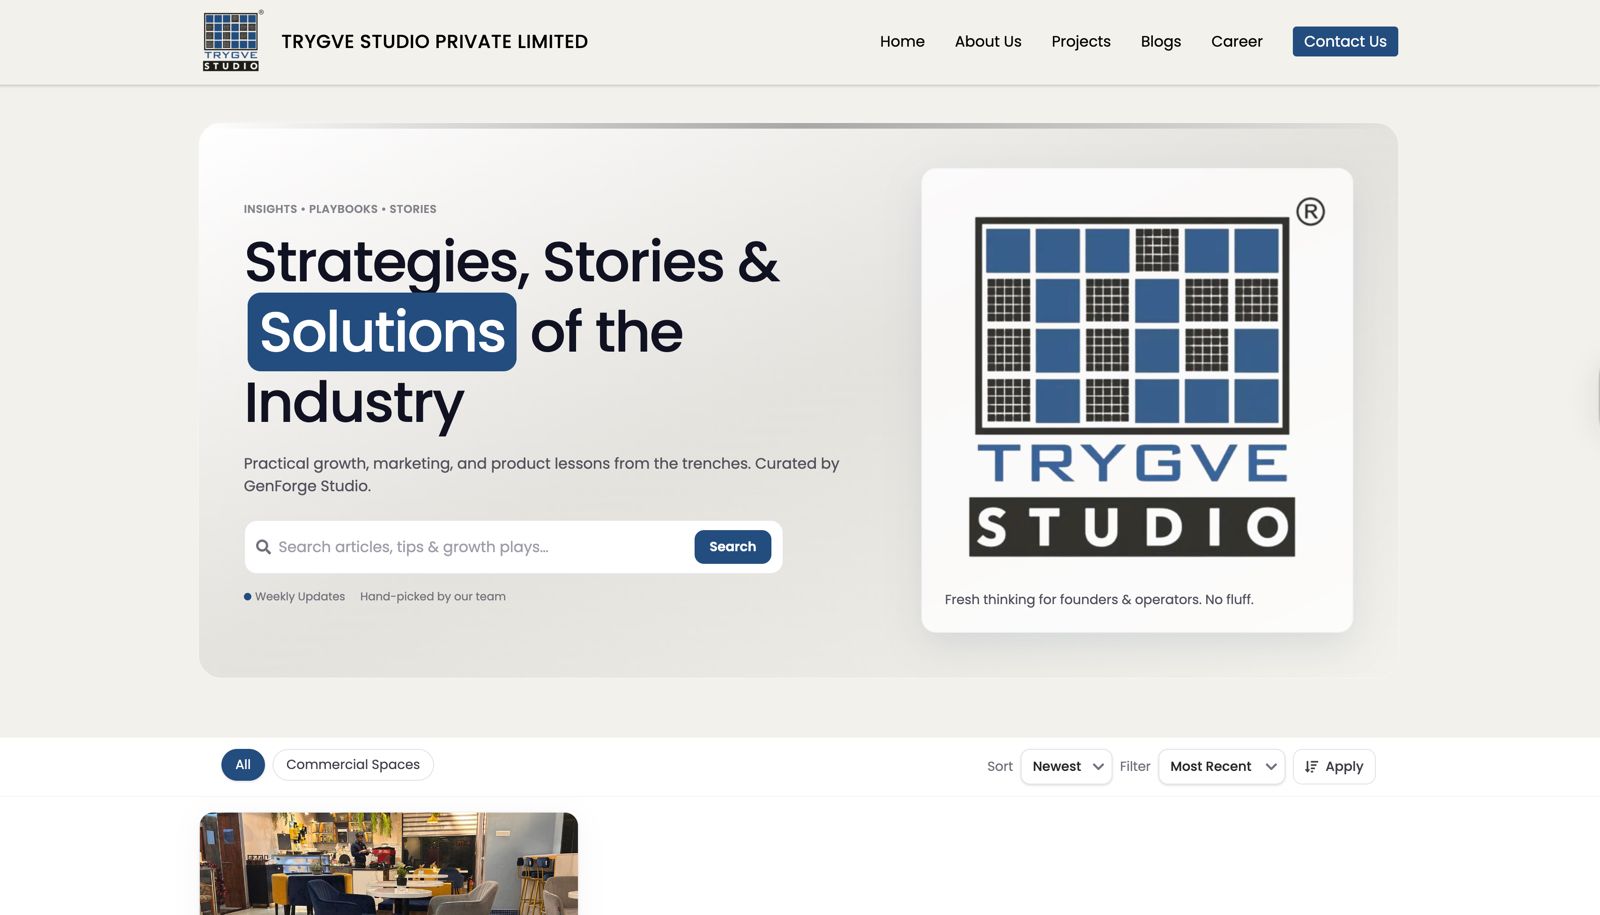 TRYGVE
STUDIO
®
TRYGVE STUDIO PRIVATE LIMITED
Home
About Us
Projects
Blogs
Career
Contact Us
INSIGHTS • PLAYBOOKS • STORIES
Strategies, Stories &
Solutions of the
Industry
Practical growth, marketing, and product lessons from the trenches. Curated by
GenForge Studio.
Search articles, tips & growth plays...
Search
Weekly Updates
Hand-picked by our team
®
TRYGVE
STUDIO
Fresh thinking for founders & operators. No fluff.
All
Commercial Spaces
Sort
Newest
Filter
Most Recent
Apply